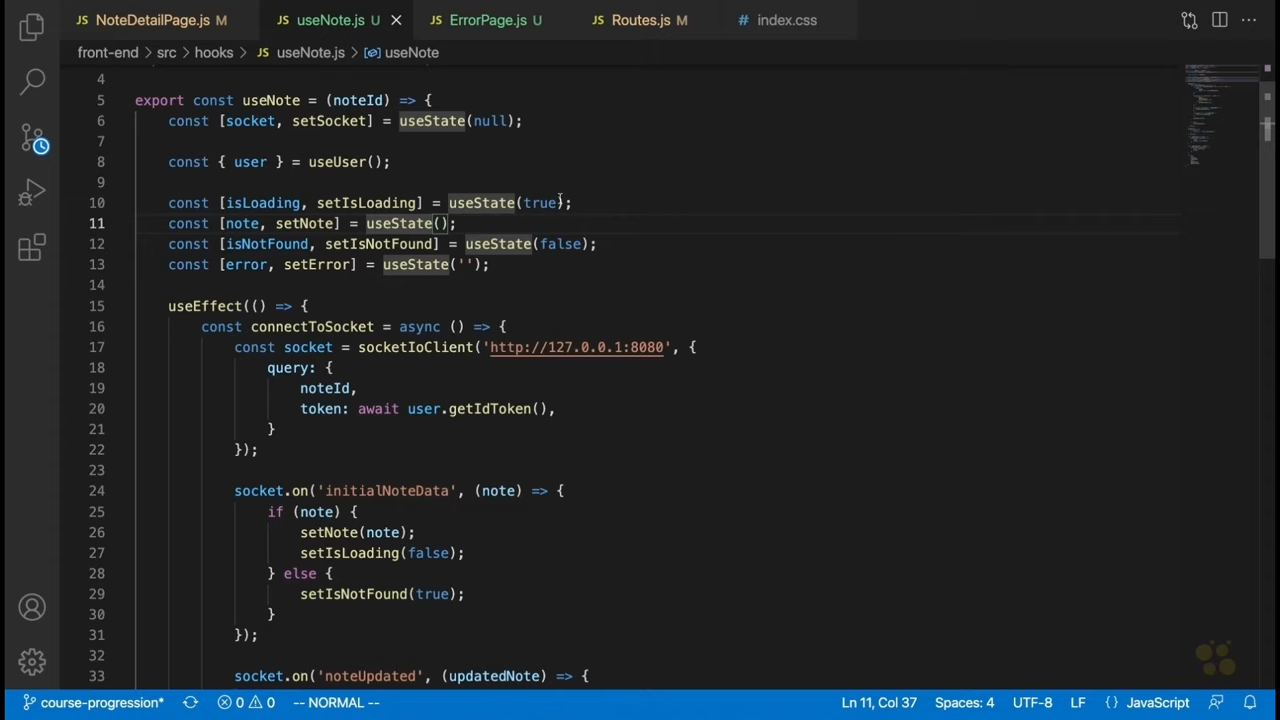 JS NoteDetailPage.js M
JS useNote.js U
JS ErrorPage.js U
JS Routes.js M
# index.css
front-end > src > hooks > JS useNote.js > useNote
4
5 export const useNote = (noteId) => {
6 const [socket, setSocket] = useState(null);
7
8 const { user } = useUser();
9
10 const [isLoading, setIsLoading] = useState(true);
11 const [note, setNote] = useState();
12 const [isNotFound, setIsNotFound] = useState(false);
13 const [error, setError] = useState('');
14
15 useEffect(() => {
16 const connectToSocket = async () => {
17 const socket = socketIoClient('http://127.0.0.1:8080', {
18 query: {
19 noteId,
20 token: await user.getIdToken(),
21 }
22 });
23
24 socket.on('initialNoteData', (note) => {
25 if (note) {
26 setNote(note);
27 setIsLoading(false);
28 } else {
29 setIsNotFound(true);
30 }
31 });
32
33 socket.on('noteUpdated', (updatedNote) => {
course-progression* 0 0 -- NORMAL -- Ln 11, Col 37 Spaces: 4 UTF-8 LF {} JavaScript